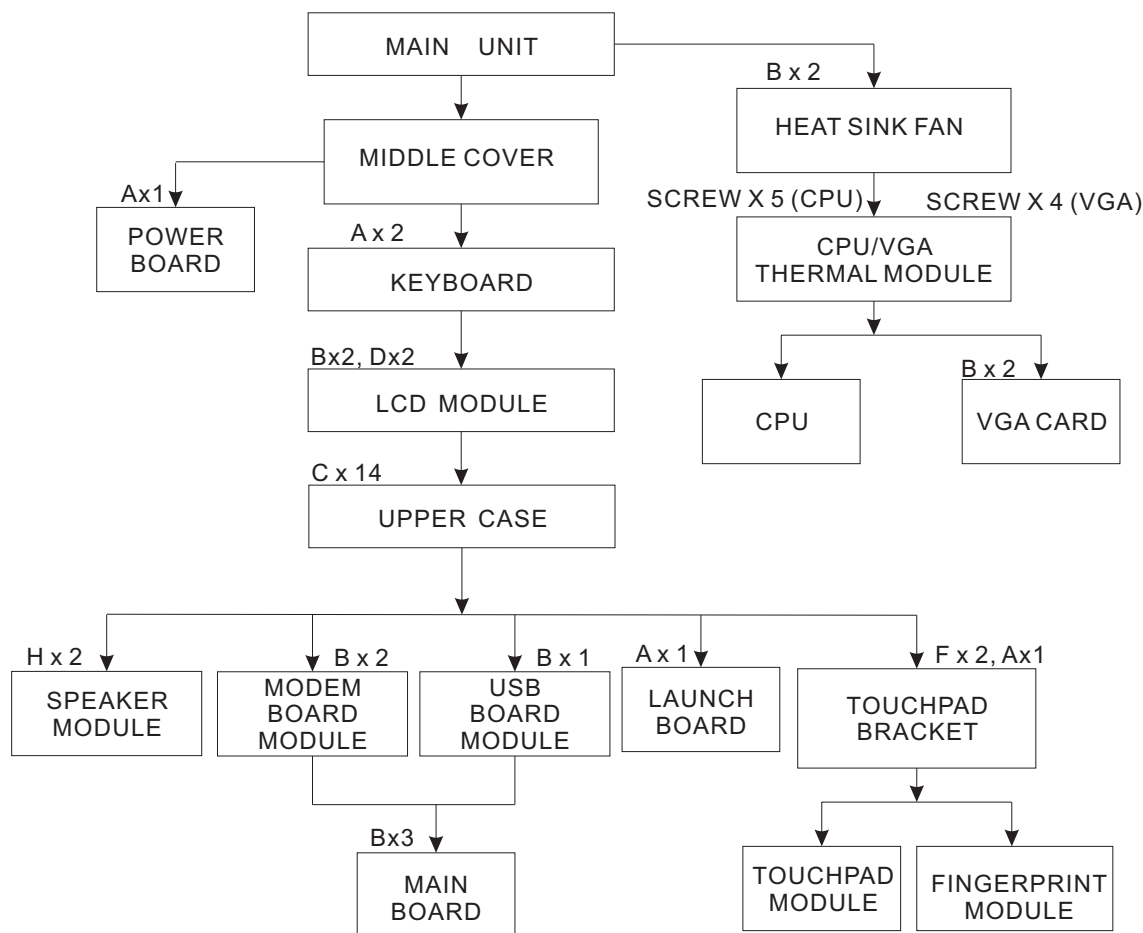 MAIN UNIT
B x 2
HEAT SINK FAN
MIDDLE COVER
Ax1
POWER
BOARD
SCREW X 5 (CPU)
SCREW X 4 (VGA)
A x 2
CPU/VGA
THERMAL MODULE
KEYBOARD
Bx2, Dx2
B x 2
LCD MODULE
CPU
VGA CARD
C x 14
UPPER CASE
H x 2
B x 2
B x 1
A x 1
F x 2, Ax1
SPEAKER
MODULE
MODEM
BOARD
MODULE
USB
BOARD
MODULE
LAUNCH
BOARD
TOUCHPAD
BRACKET
Bx3
MAIN
BOARD
TOUCHPAD
MODULE
FINGERPRINT
MODULE